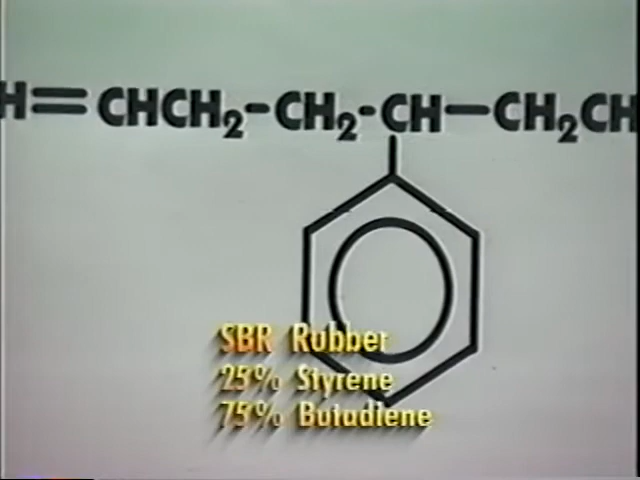 H=CHCH₂-CH₂-CH—CH₂CH
SBR Rubber
25% Styrene
75% Butadiene